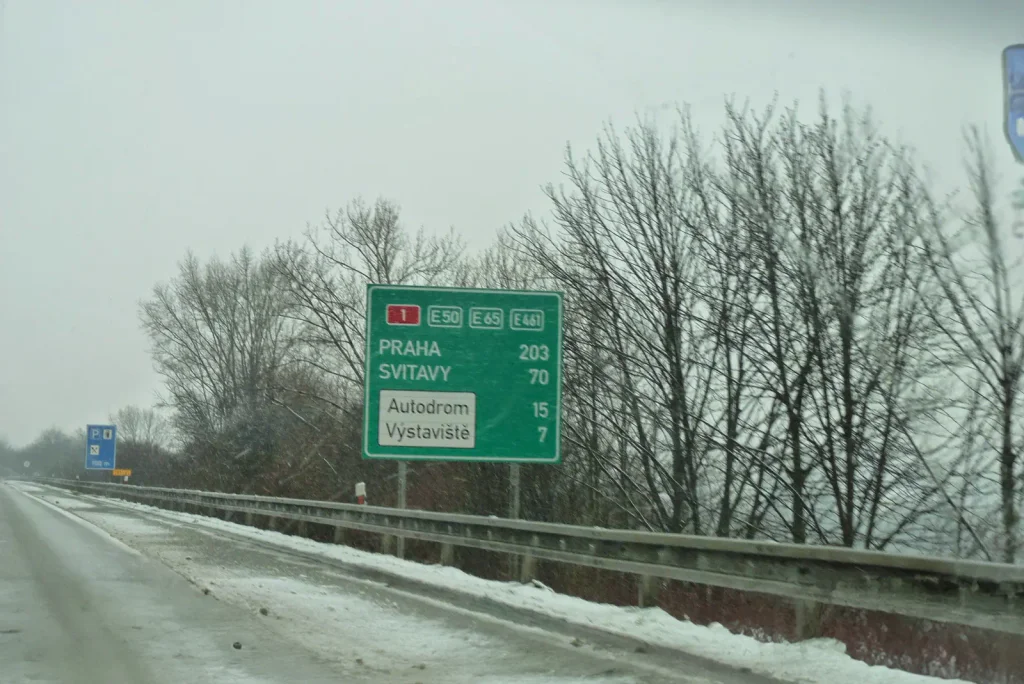 1 E50 E65 E461
PRAHA 203
SVITAVY 70
Autodrom 15
Výstaviště 7
P